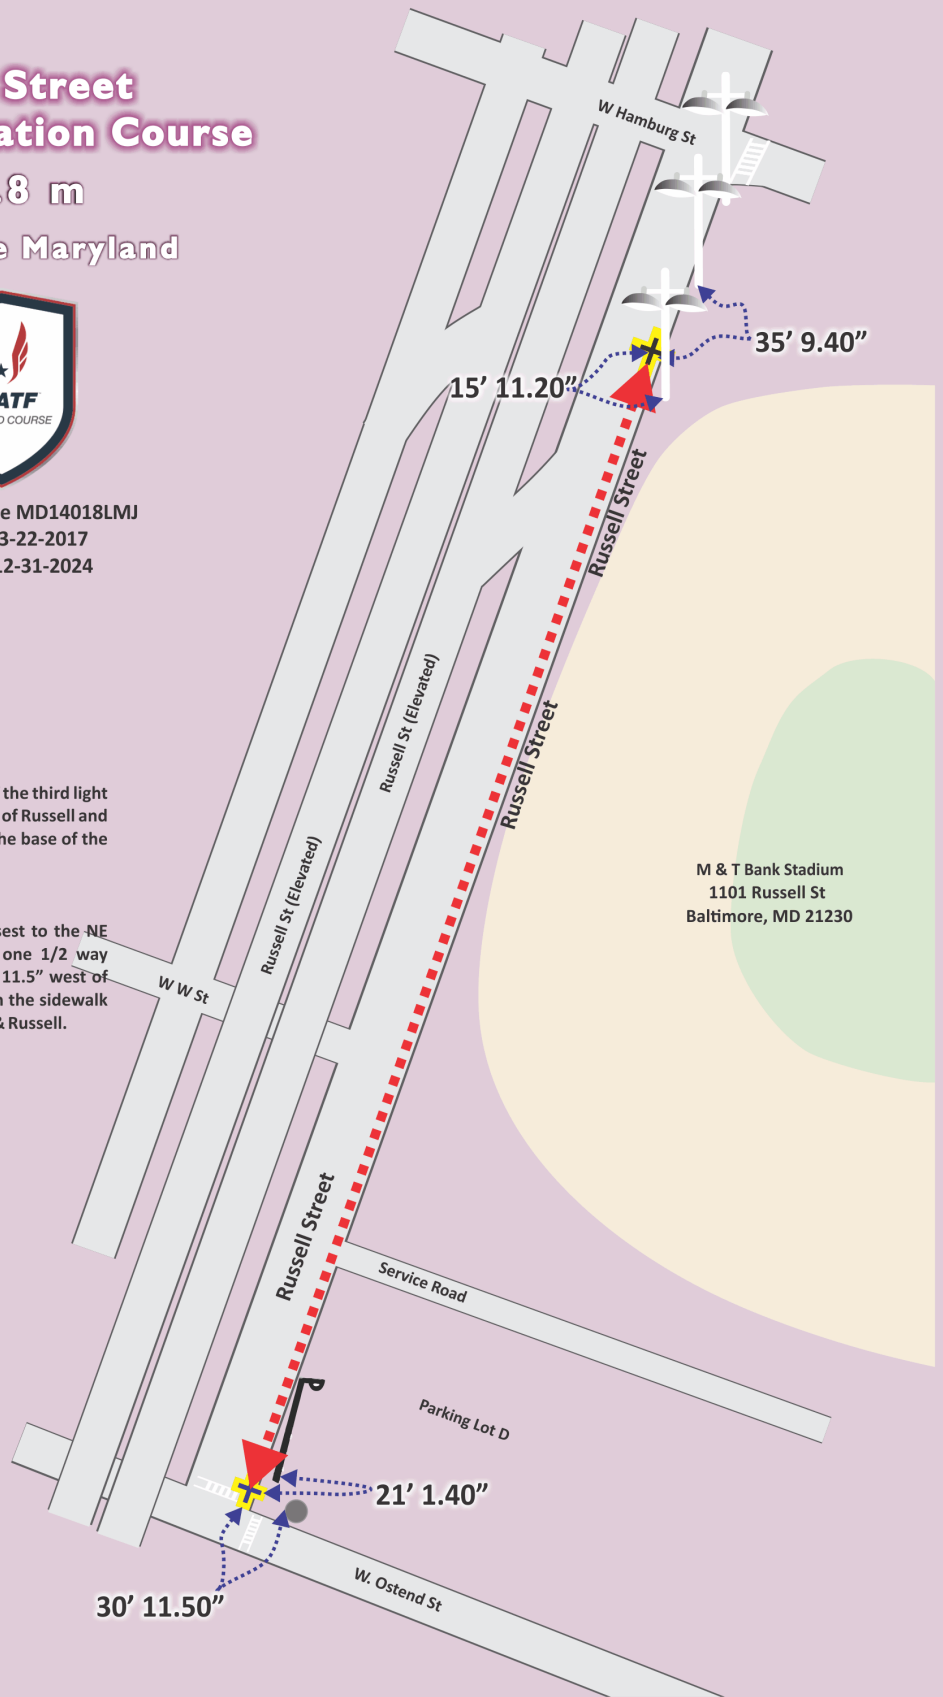 Street
ation Course
.8 m
e Maryland
ATF
D COURSE
e MD14018LMJ
3-22-2017
12-31-2024
the third light
of Russell and
he base of the
sest to the NE
one 1/2 way
11.5” west of
n the sidewalk
& Russell.
W Hamburg St
35’ 9.40”
15’ 11.20”
Russell Street
Russell St (Elevated)
Russell Street
Russell St (Elevated)
M & T Bank Stadium
1101 Russell St
Baltimore, MD 21230
W W St
Russell Street
Service Road
Parking Lot D
21’ 1.40”
W. Ostend St
30’ 11.50”